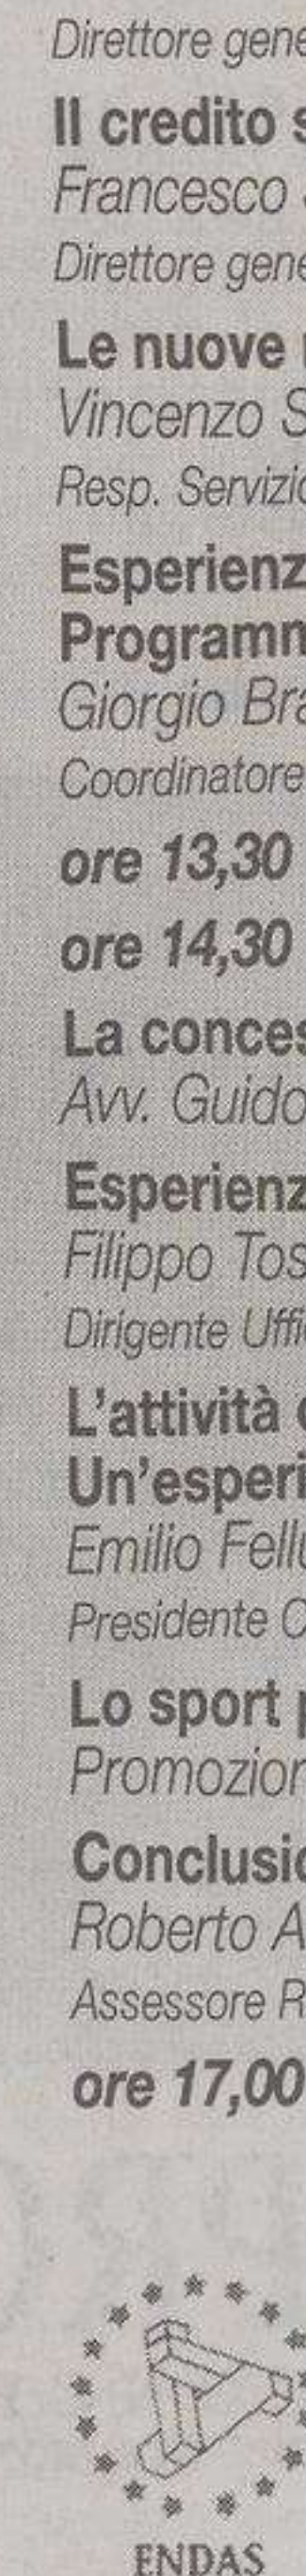 Direttore gene
Il credito s
Francesco
Direttore gene
Le nuove
Vincenzo S
Resp. Servizio
Esperienz
Programm
Giorgio Bra
Coordinatore
ore 13,30
ore 14,30
La conces
Avv. Guido
Esperienz
Filippo Tos
Dirigente Uffi
L'attività
Un'esperi
Emilio Fellu
Presidente C
Lo sport p
Promozion
Conclusio
Roberto A
Assessore R
ore 17,00
ENDAS